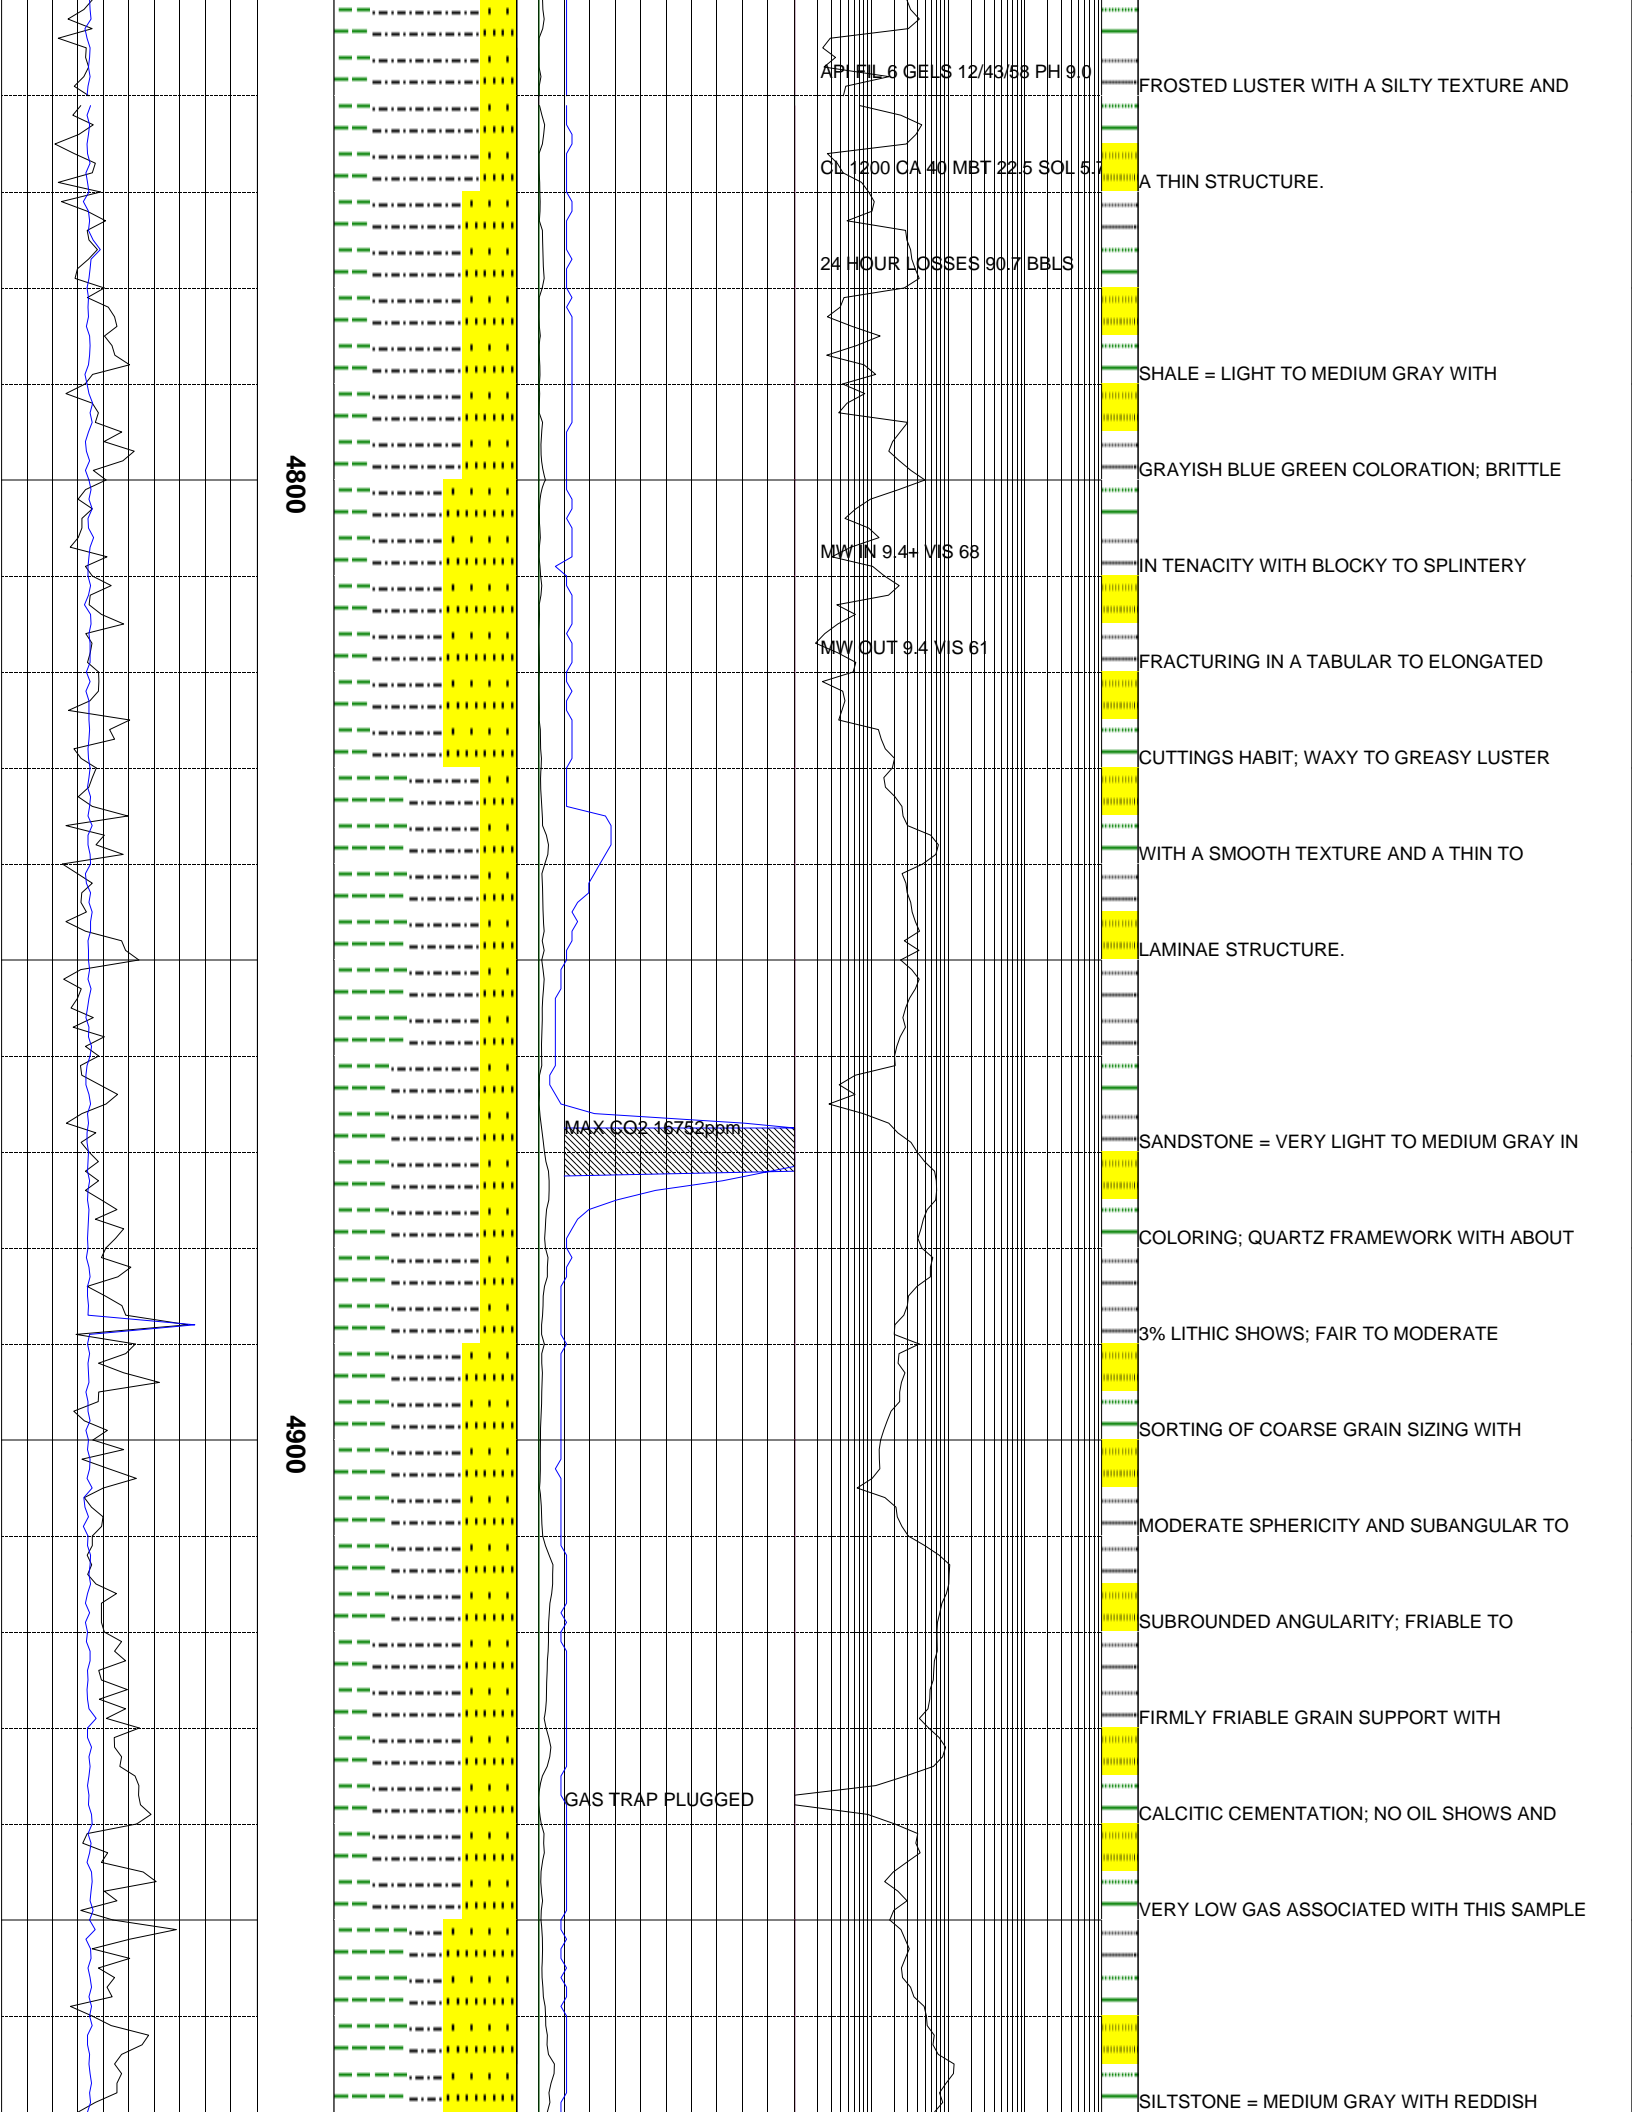 API FIL 6 GELS 12/43/58 PH 9.0
FROSTED LUSTER WITH A SILTY TEXTURE AND
CL 1200 CA 40 MBT 22.5 SOL 5.7
A THIN STRUCTURE.
24 HOUR LOSSES 90.7 BBLS
SHALE = LIGHT TO MEDIUM GRAY WITH
4800
GRAYISH BLUE GREEN COLORATION; BRITTLE
MW IN 9.4+ VIS 68
IN TENACITY WITH BLOCKY TO SPLINTERY
MW OUT 9.4 VIS 61
FRACTURING IN A TABULAR TO ELONGATED
CUTTINGS HABIT; WAXY TO GREASY LUSTER
WITH A SMOOTH TEXTURE AND A THIN TO
LAMINAE STRUCTURE.
MAX CO2 16752ppm
SANDSTONE = VERY LIGHT TO MEDIUM GRAY IN
COLORING; QUARTZ FRAMEWORK WITH ABOUT
3% LITHIC SHOWS; FAIR TO MODERATE
4900
SORTING OF COARSE GRAIN SIZING WITH
MODERATE SPHERICITY AND SUBANGULAR TO
SUBROUNDED ANGULARITY; FRIABLE TO
FIRMLY FRIABLE GRAIN SUPPORT WITH
GAS TRAP PLUGGED
CALCITIC CEMENTATION; NO OIL SHOWS AND
VERY LOW GAS ASSOCIATED WITH THIS SAMPLE
SILTSTONE = MEDIUM GRAY WITH REDDISH